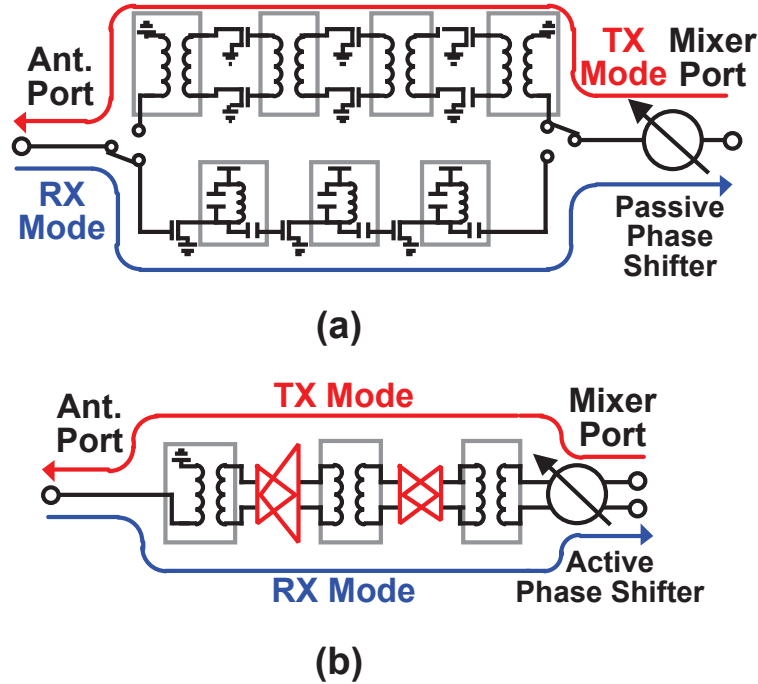 Ant.
Port
TX
Mode
Mixer
Port
RX
Mode
Passive
Phase
Shifter
(a)
Ant.
Port
TX Mode
Mixer
Port
RX Mode
Active
Phase Shifter
(b)